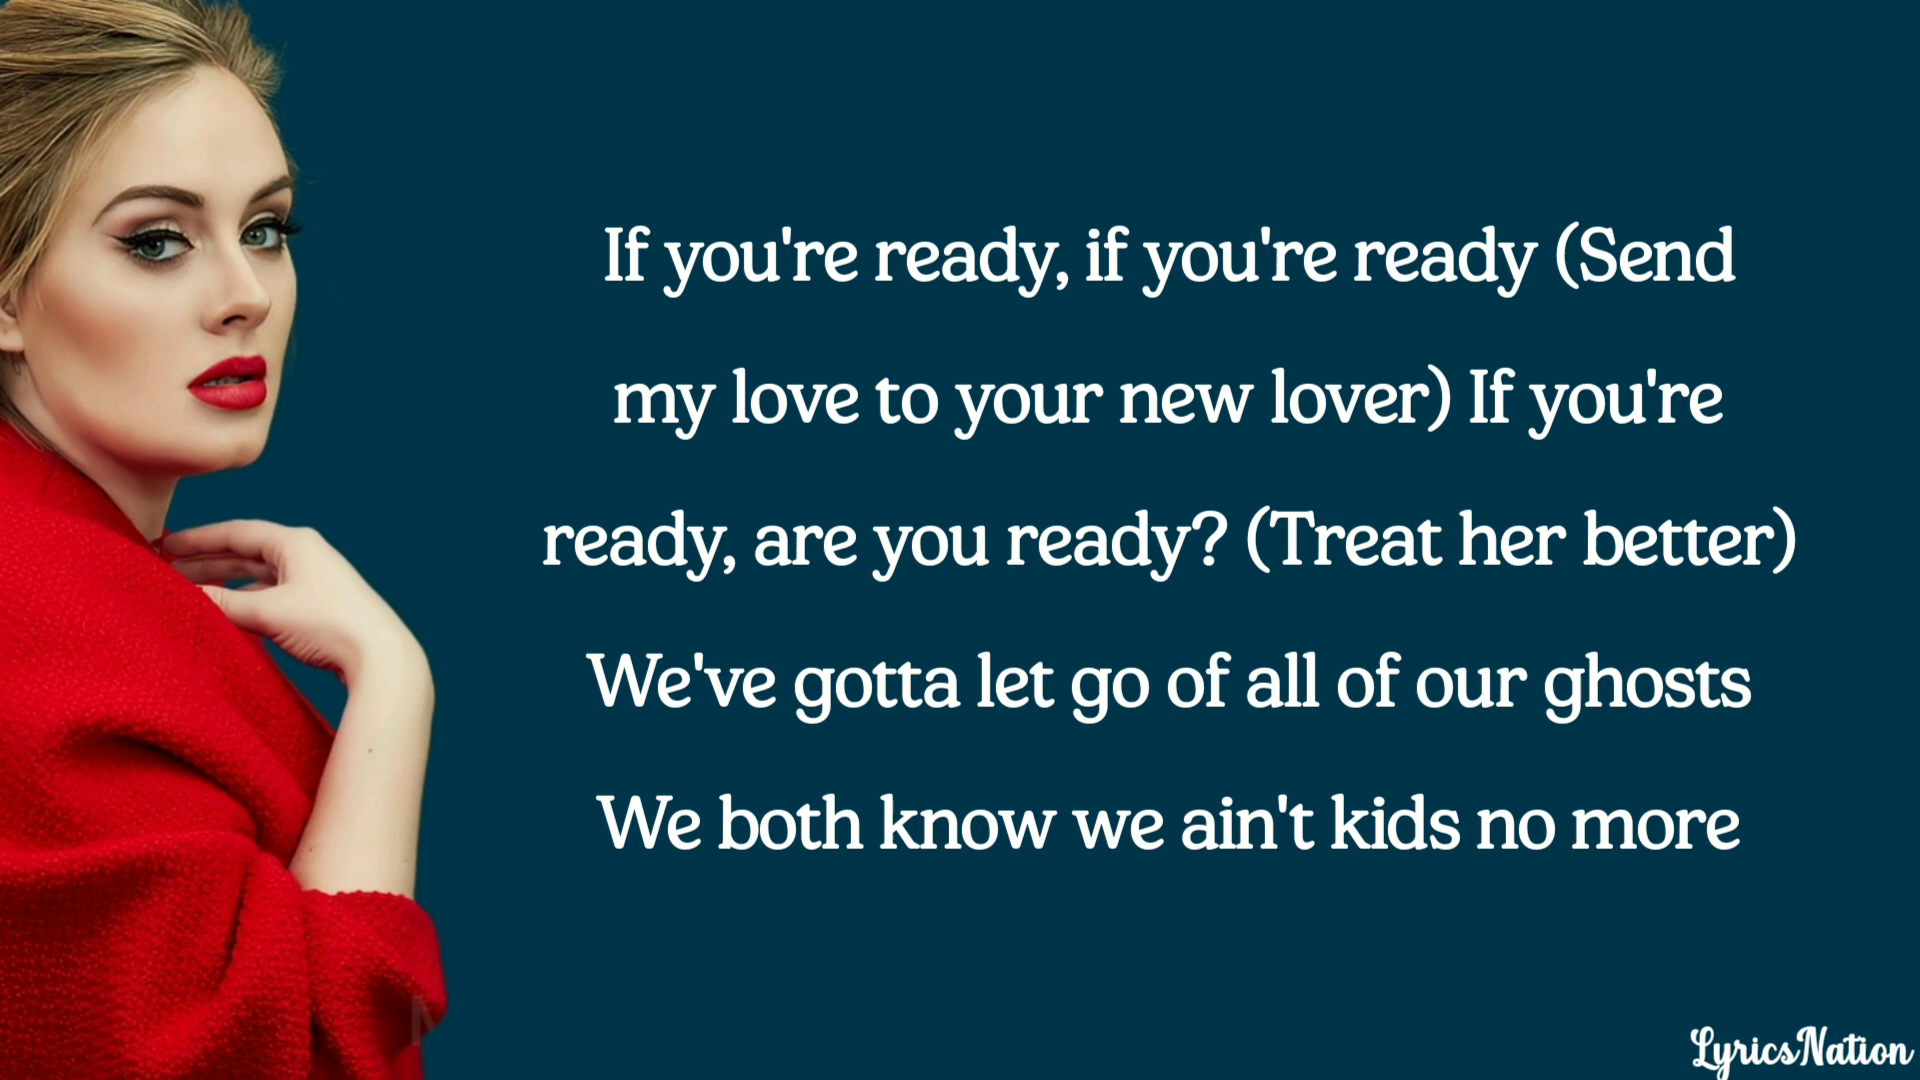 If you're ready, if you're ready (Send
my love to your new lover) If you're
ready, are you ready? (Treat her better)
We've gotta let go of all of our ghosts
We both know we ain't kids no more
LyricsNation